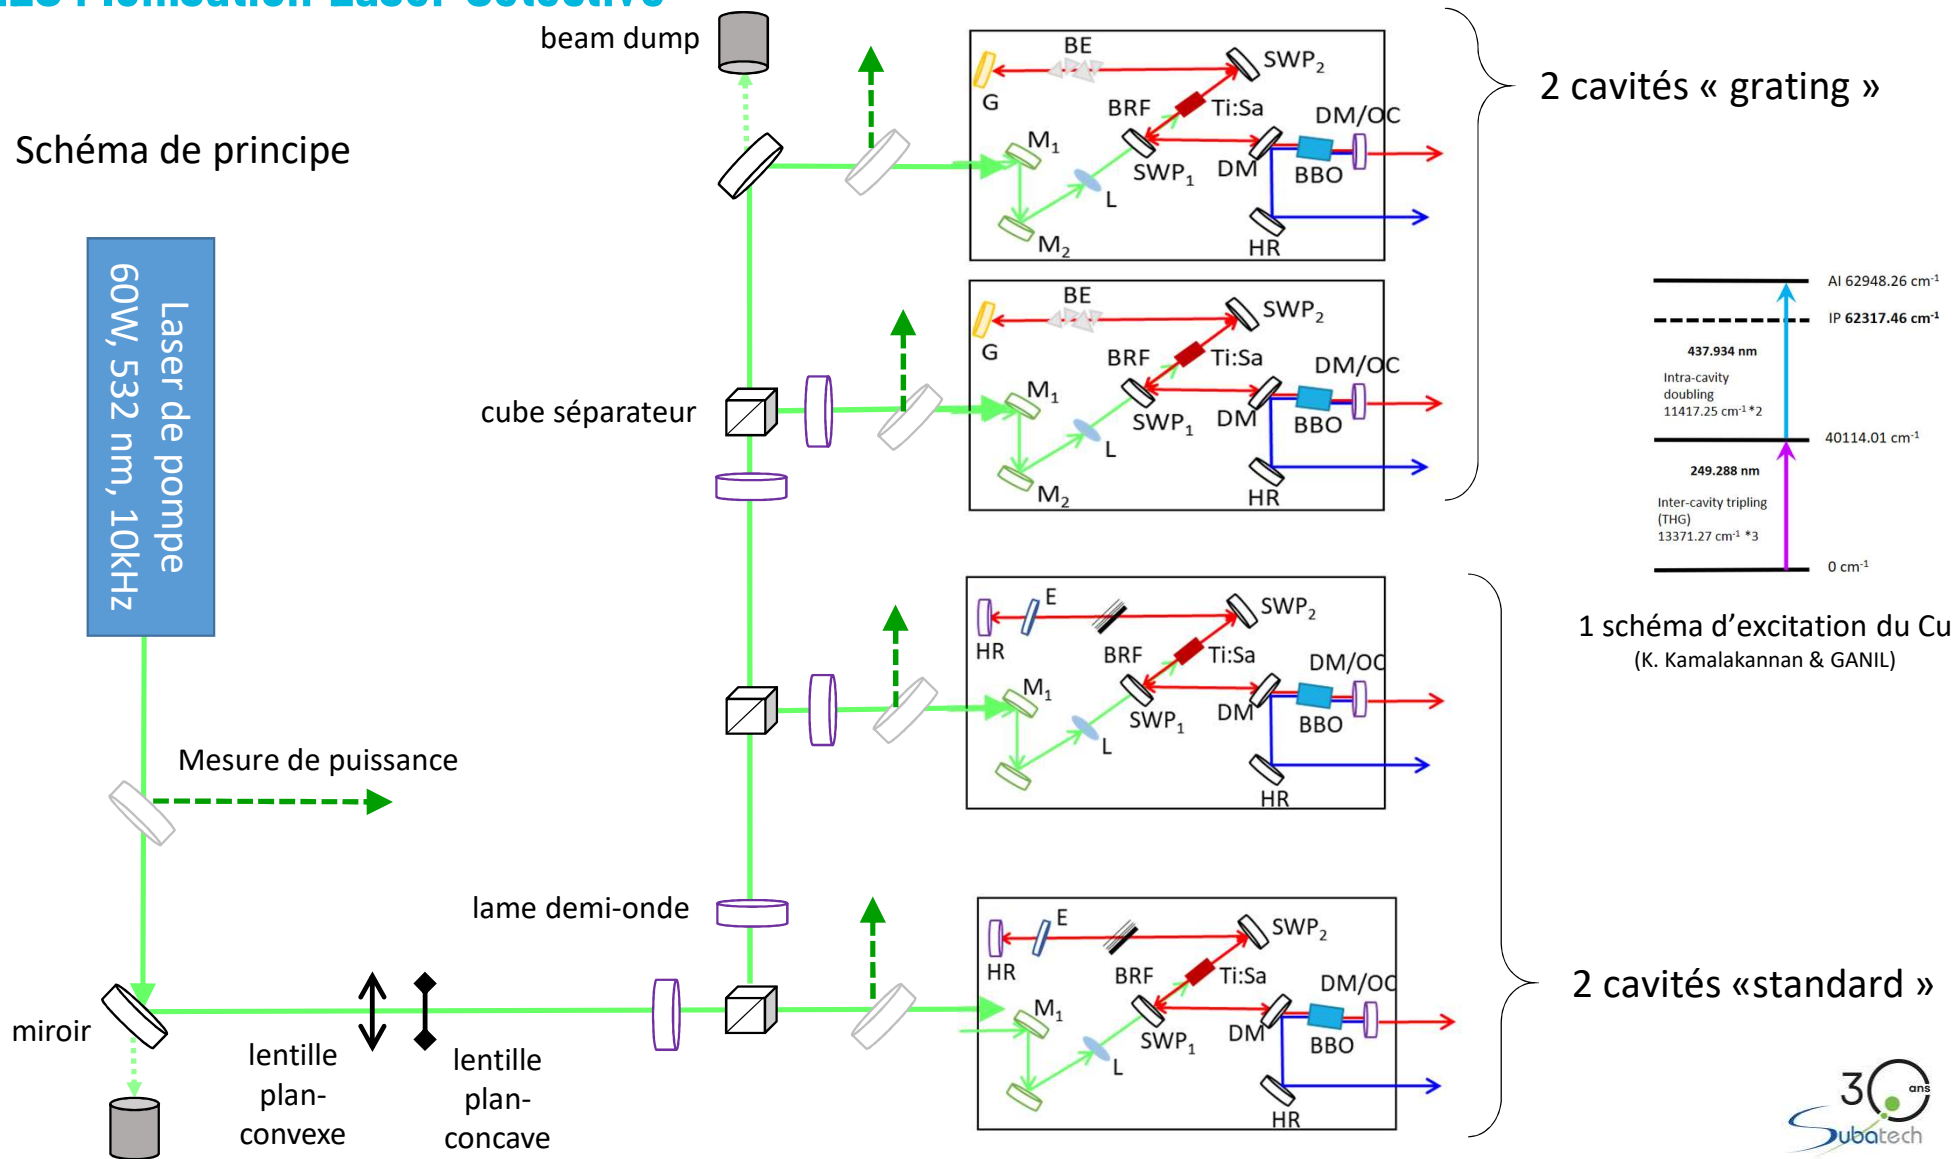 Ionisation Laser Sélective
Schéma de principe
Laser de pompe
60W, 532 nm, 10kHz
Mesure de puissance
miroir
lentille
plan-
convexe
lentille
plan-
concave
lame demi-onde
cube séparateur
beam dump
BE
SWP2
G
BRF
Ti:Sa
DM/OC
M1
SWP1
DM
BBO
L
M2
HR
BE
SWP2
G
BRF
Ti:Sa
DM/OC
M1
SWP1
DM
BBO
L
M2
HR
E
SWP2
HR
BRF
Ti:Sa
DM/OC
M1
SWP1
DM
BBO
L
HR
E
SWP2
HR
BRF
Ti:Sa
DM/OC
M1
SWP1
DM
BBO
L
HR
2 cavités « grating »
AI 62948.26 cm-1
IP 62317.46 cm-1
437.934 nm
Intra-cavity
doubling
11417.25 cm-1 *2
40114.01 cm-1
249.288 nm
Inter-cavity tripling
(THG)
13371.27 cm-1 *3
0 cm-1
1 schéma d'excitation du Cu
(K. Kamalakannan & GANIL)
2 cavités «standard »
30 ans
Subatech